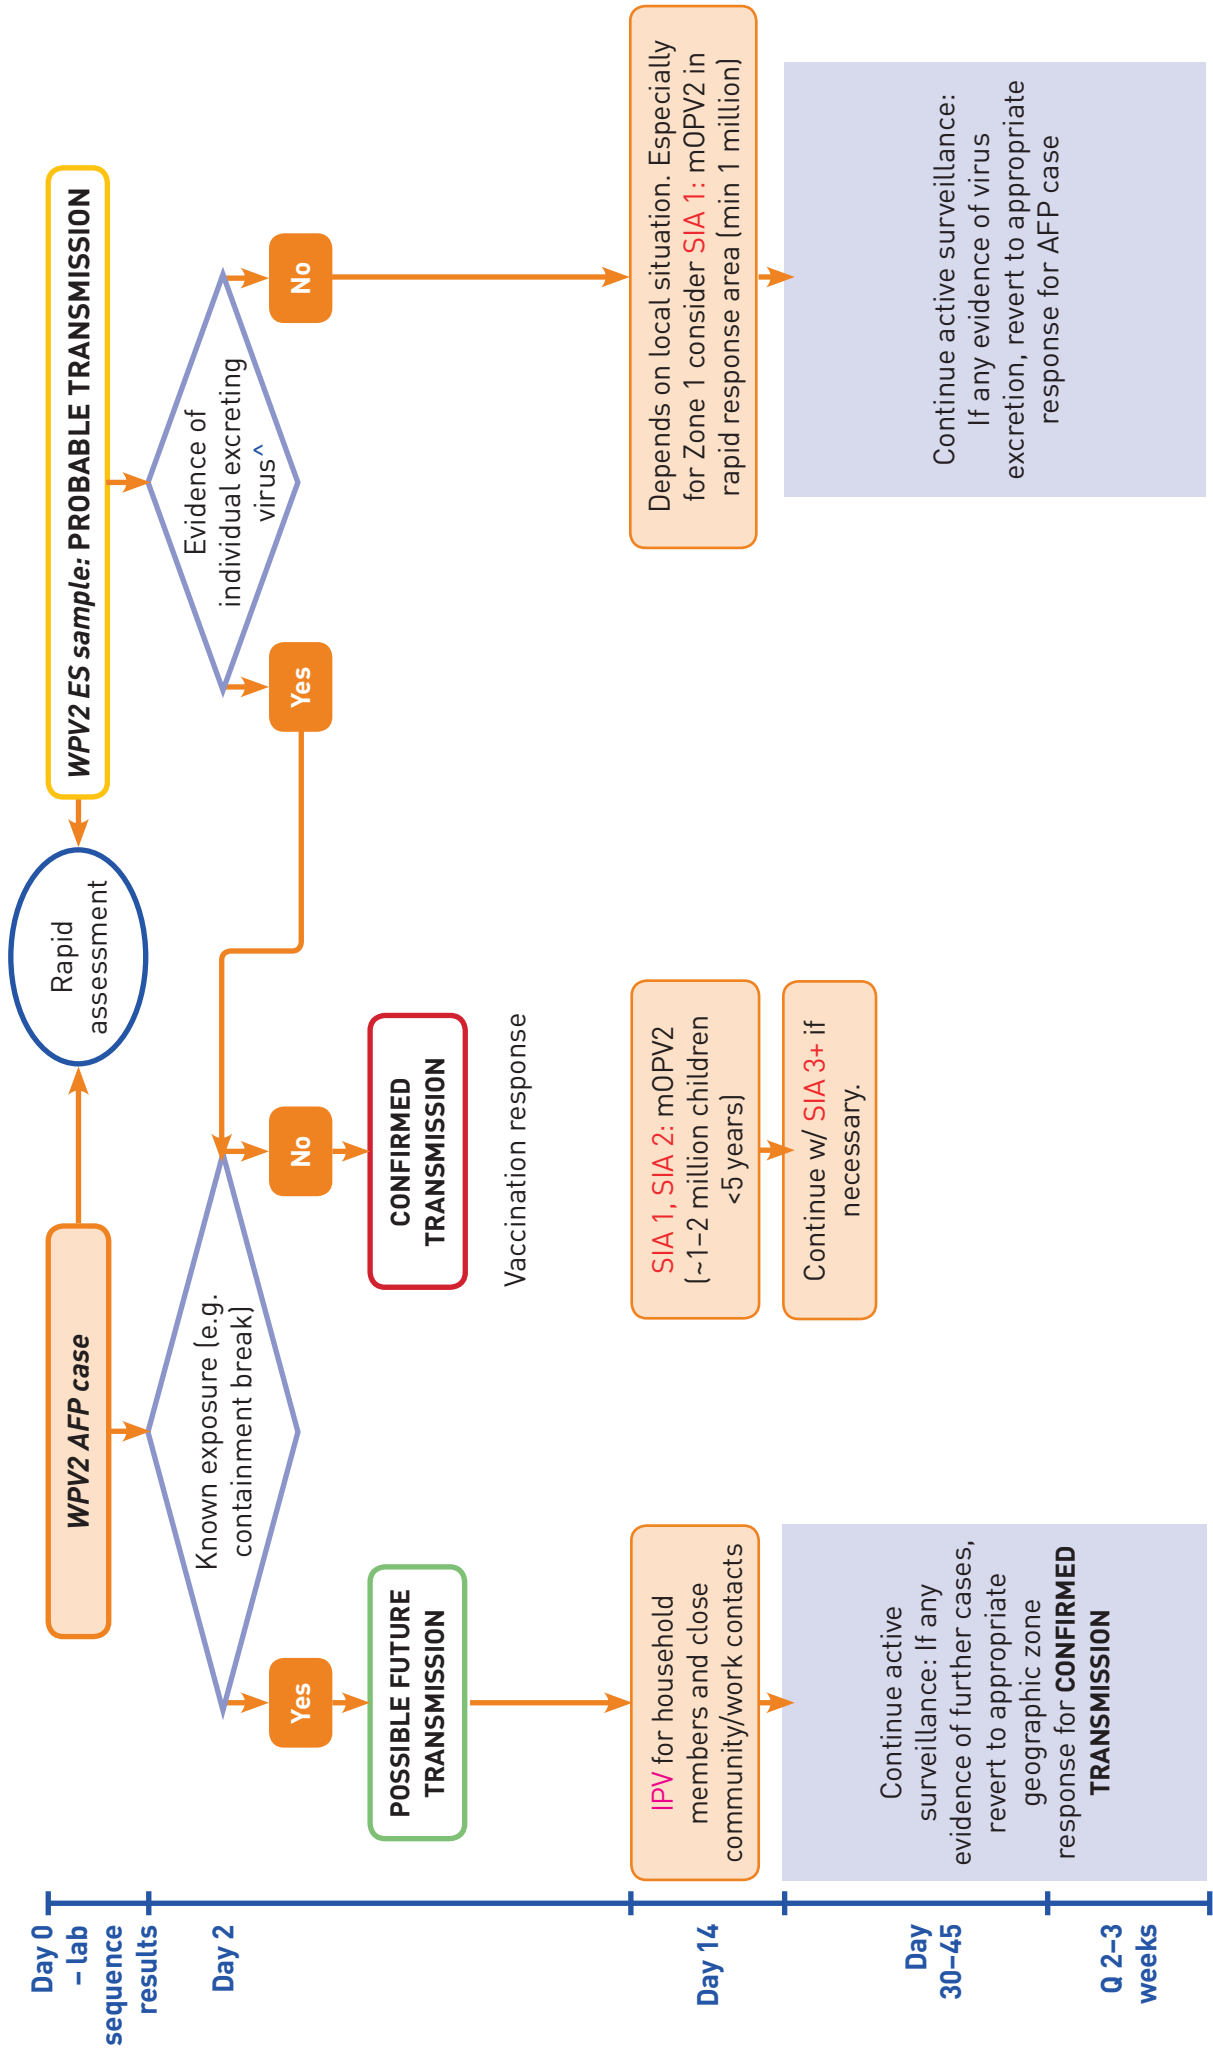 Day 0
– lab
sequence
results
Day 2
Day 14
Day
30–45
Q 2–3
weeks
WPV2 AFP case
Rapid
assessment
WPV2 ES sample: PROBABLE TRANSMISSION
Known exposure (e.g.
containment break)
Evidence of
individual excreting
virus^
Yes
No
Yes
No
POSSIBLE FUTURE
TRANSMISSION
CONFIRMED
TRANSMISSION
Vaccination response
IPV for household
members and close
community/work contacts
SIA 1, SIA 2: mOPV2
(~1–2 million children
<5 years)
Depends on local situation. Especially
for Zone 1 consider SIA 1: mOPV2 in
rapid response area (min 1 million)
Continue active
surveillance: If any
evidence of further cases,
revert to appropriate
geographic zone
response for CONFIRMED
TRANSMISSION
Continue w/ SIA 3+ if
necessary.
Continue active surveillance:
If any evidence of virus
excretion, revert to appropriate
response for AFP case